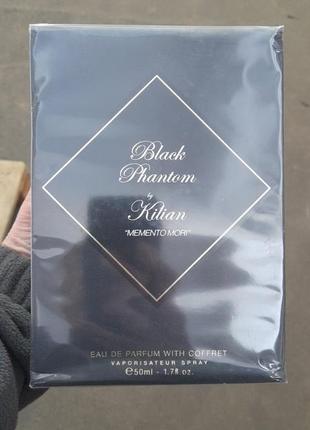 Black
Phantom
by
Kilian
"MEMENTO MORI"
EAU DE PARFUM WITH COFFRET
VAPORISATEUR SPRAY
℮50ml - 1.7fl. oz.